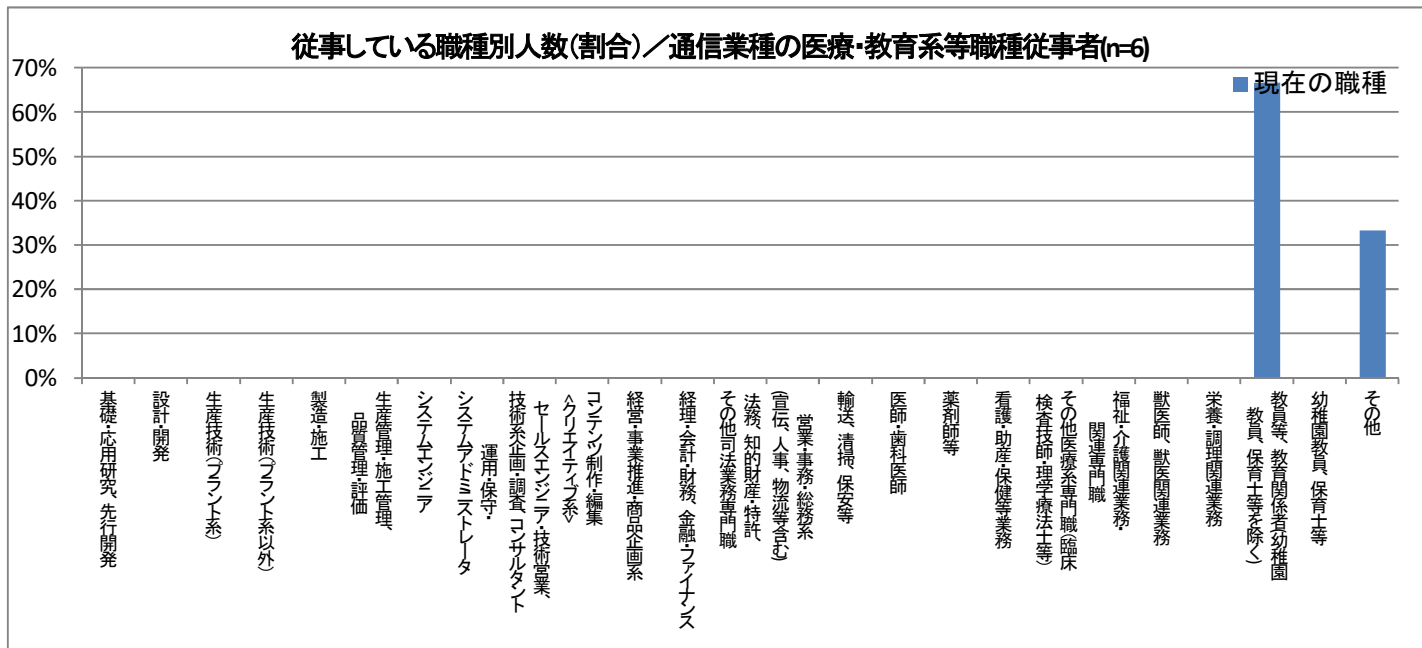 従事している職種別人数(割合)／通信業種の医療・教育系等職種従事者(n=6)
現在の職種
70%
60%
50%
40%
30%
20%
10%
0%
基礎・応用研究、先行開発
設計・開発
生産技術(プラント系)
生産技術(プラント系以外)
製造・施工
生産管理・施工管理、
品質管理・評価
システムエンジニア
システムアドミニストレータ
運用・保守・
技術系企画・調査、コンサルタント
セールスエンジニア・技術営業、
<クリエイティブ系>
コンテンツ制作・編集
経営・事業推進・商品企画系
経理・会計・財務、金融・ファイナンス
その他司法業務専門職
法務、知的財産・特許、
(宣伝、人事、物流等含む)
営業・事務・総務系
輸送、清掃、保安等
医師・歯科医師
薬剤師等
看護・助産・保健等業務
検査技師・理学療法士等)
その他医療系専門職(臨床
関連専門職
福祉・介護関連業務・
獣医師、獣医関連業務
栄養・調理関連業務
教員、保育士等を除く)
教員等、教育関係者幼稚園
幼稚園教員、保育士等
その他